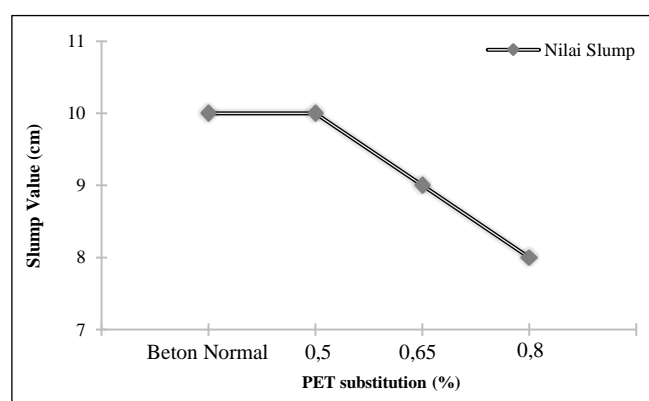 11
Nilai Slump
10
9
8
7
Slump Value (cm)
Beton Normal 0,5 0,65 0,8
PET substitution (%)